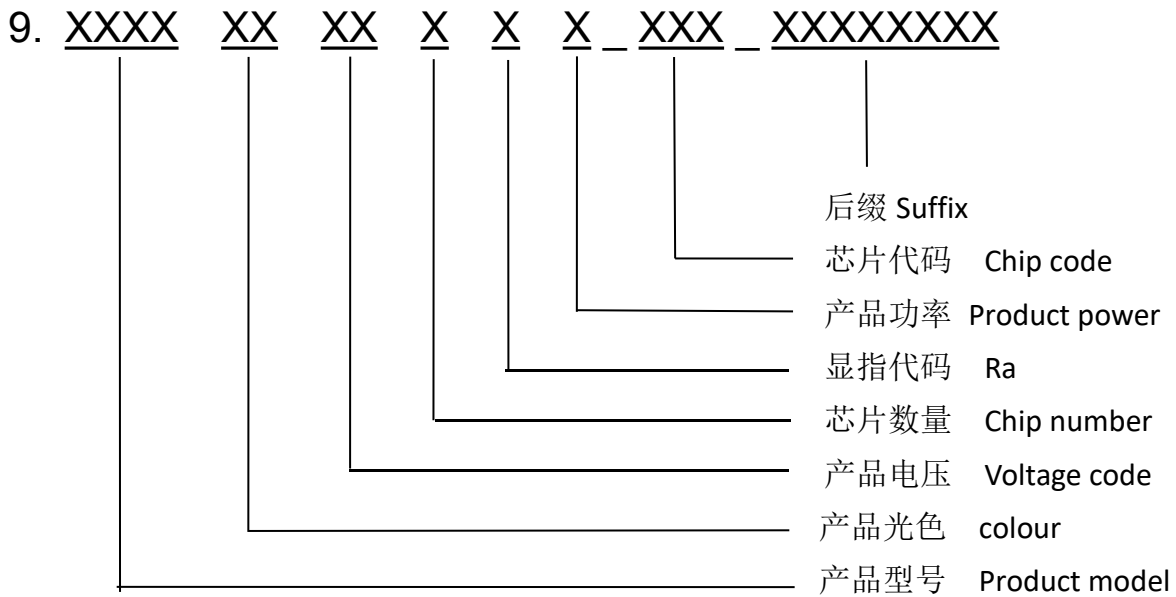 9. XXXX XX XX X X X _ XXX _ XXXXXXXX
后缀 Suffix
芯片代码 Chip code
产品功率 Product power
显指代码 Ra
芯片数量 Chip number
产品电压 Voltage code
产品光色 colour
产品型号 Product model